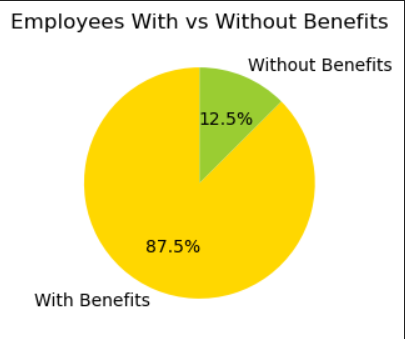 Employees With vs Without Benefits
Without Benefits
12.5%
87.5%
With Benefits